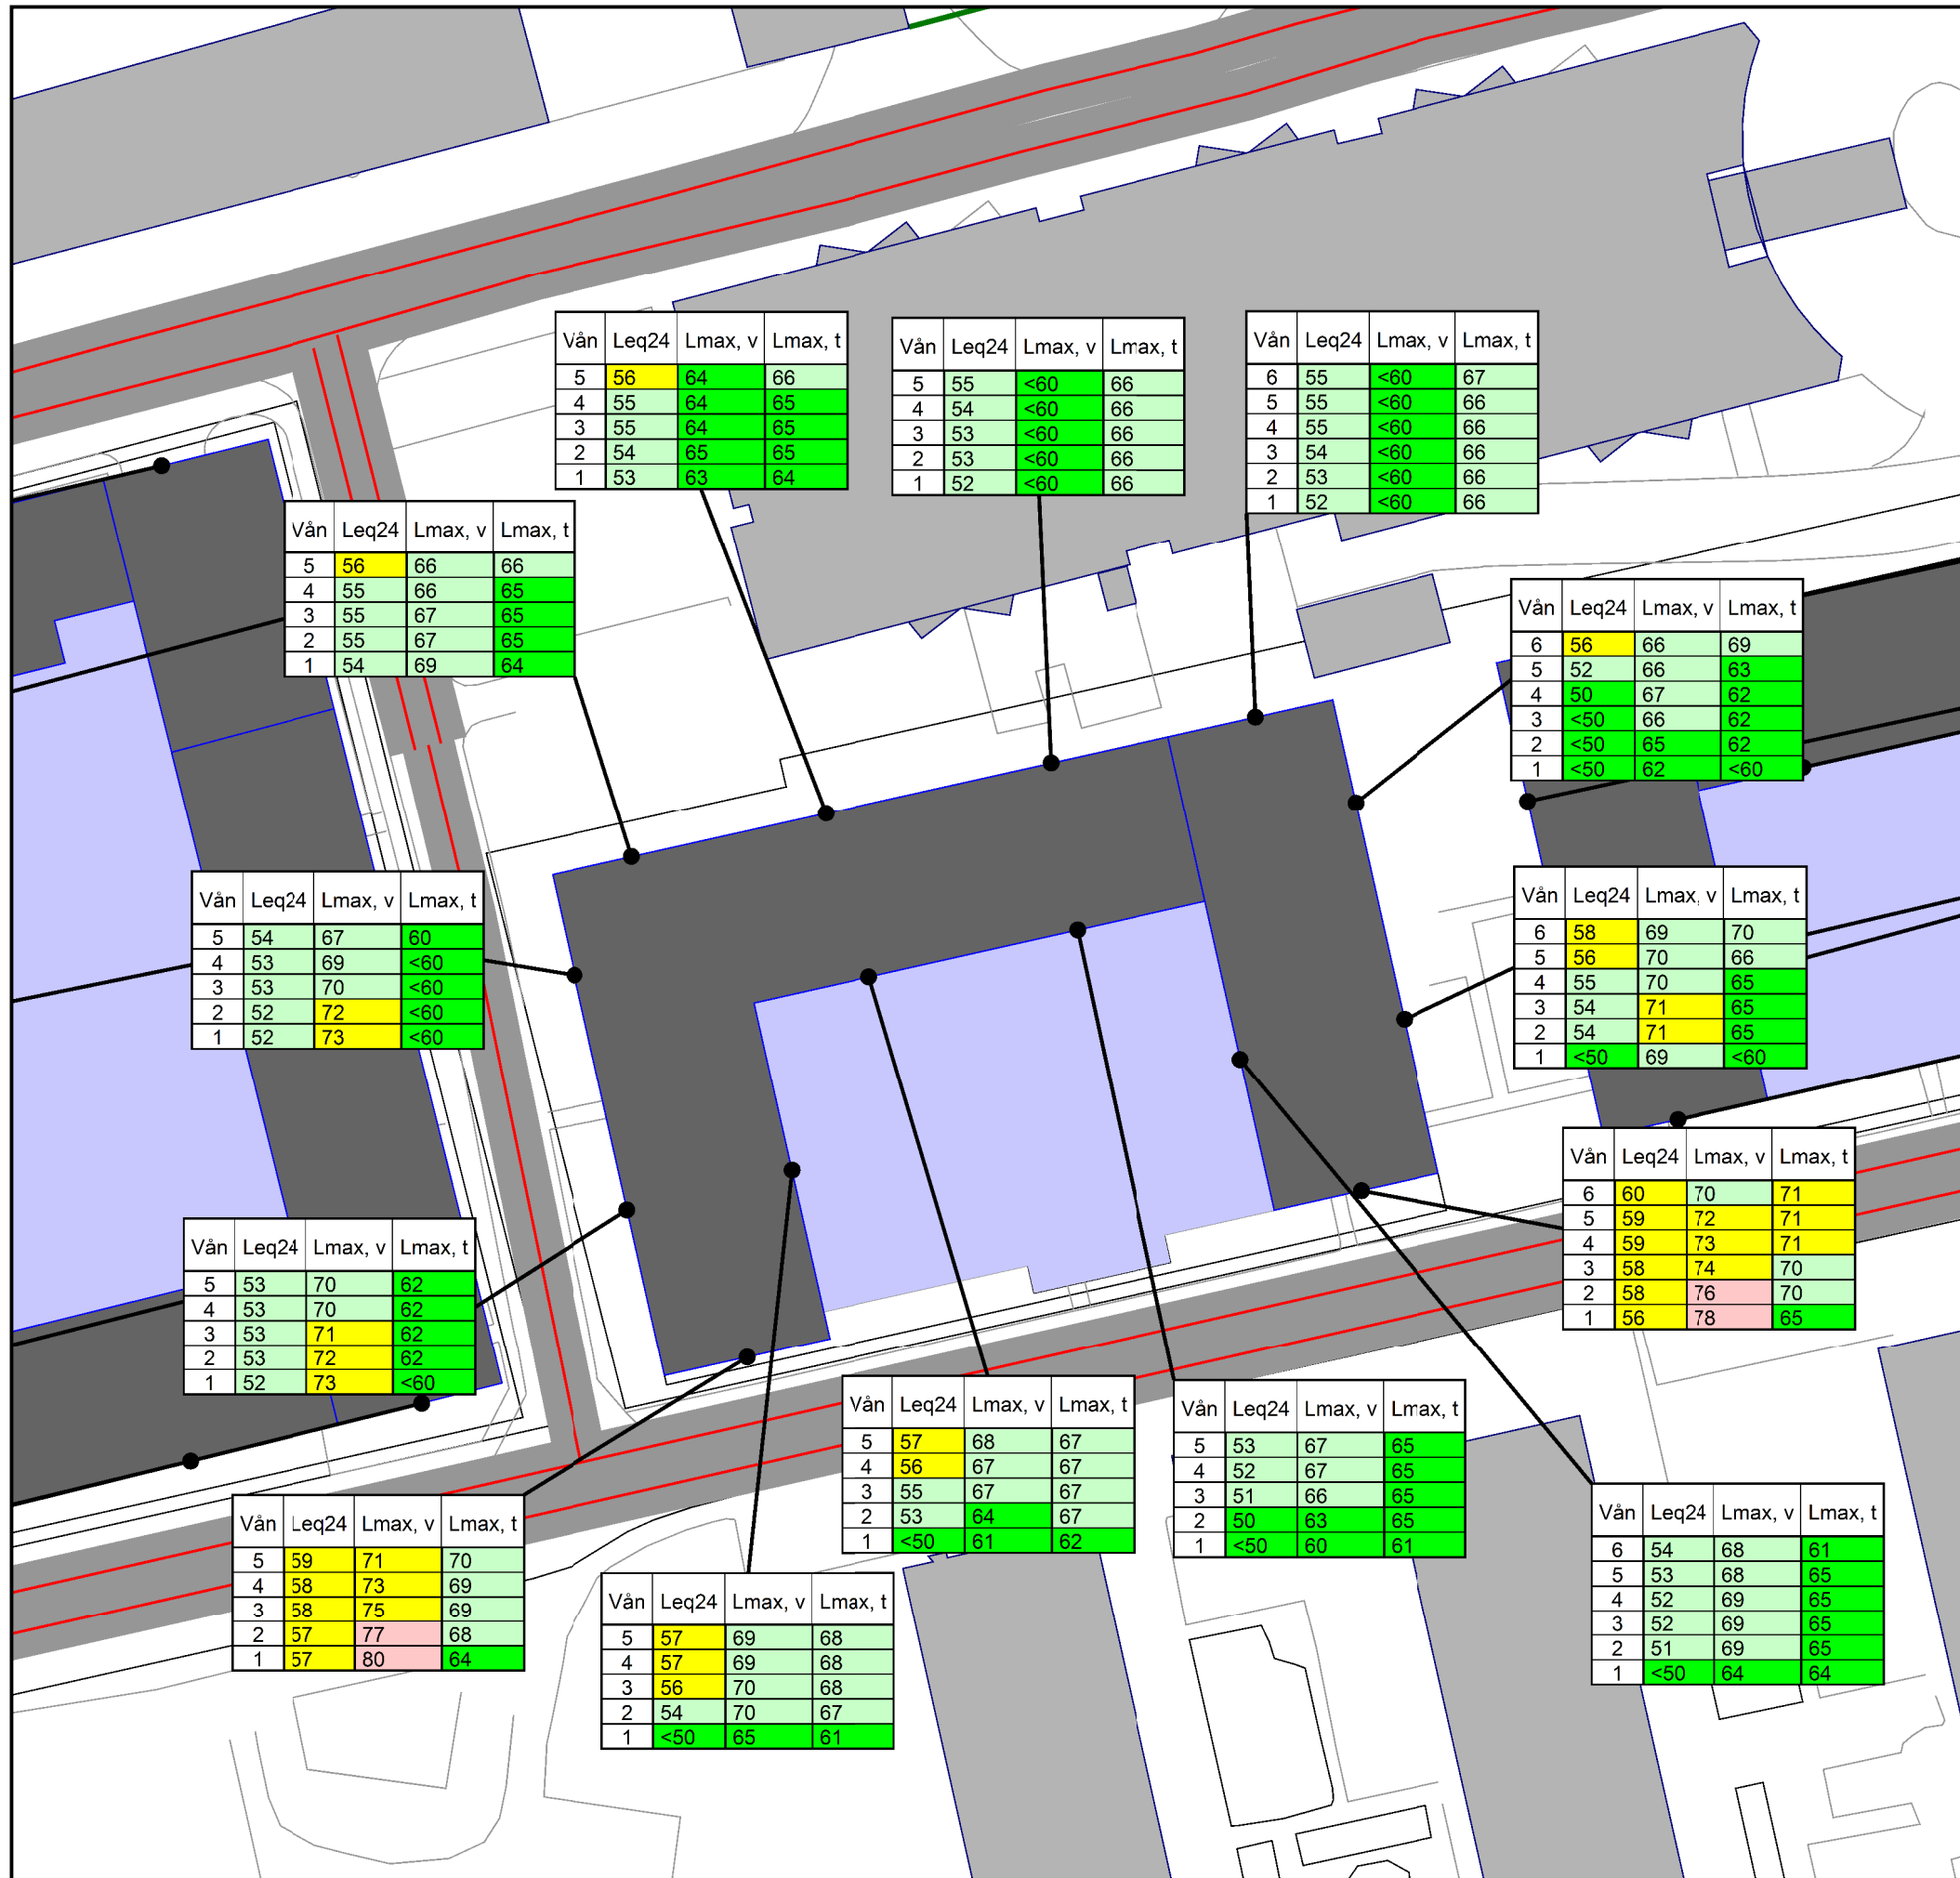 Vån Leq24 Lmax, v Lmax, t
5 56 64 66
4 55 64 65
3 55 64 65
2 54 65 65
1 53 63 64
Vån Leq24 Lmax, v Lmax, t
5 55 <60 66
4 54 <60 66
3 53 <60 66
2 53 <60 66
1 52 <60 66
Vån Leq24 Lmax, v Lmax, t
6 55 <60 67
5 55 <60 66
4 55 <60 66
3 54 <60 66
2 53 <60 66
1 52 <60 66
Vån Leq24 Lmax, v Lmax, t
5 56 66 66
4 55 66 65
3 55 67 65
2 55 67 65
1 54 69 64
Vån Leq24 Lmax, v Lmax, t
6 56 66 69
5 52 66 63
4 50 67 62
3 <50 66 62
2 <50 65 62
1 <50 62 <60
Vån Leq24 Lmax, v Lmax, t
5 54 67 60
4 53 69 <60
3 53 70 <60
2 52 72 <60
1 52 73 <60
Vån Leq24 Lmax, v Lmax, t
6 58 69 70
5 56 70 66
4 55 70 65
3 54 71 65
2 54 71 65
1 <50 69 <60
Vån Leq24 Lmax, v Lmax, t
6 60 70 71
5 59 72 71
4 59 73 71
3 58 74 70
2 58 76 70
1 56 78 65
Vån Leq24 Lmax, v Lmax, t
5 53 70 62
4 53 70 62
3 53 71 62
2 53 72 62
1 52 73 <60
Vån Leq24 Lmax, v Lmax, t
5 57 68 67
4 56 67 67
3 55 67 67
2 53 64 67
1 <50 61 62
Vån Leq24 Lmax, v Lmax, t
5 53 67 65
4 52 67 65
3 51 66 65
2 50 63 65
1 <50 60 61
Vån Leq24 Lmax, v Lmax, t
6 54 68 61
5 53 68 65
4 52 69 65
3 52 69 65
2 51 69 65
1 <50 64 64
Vån Leq24 Lmax, v Lmax, t
5 59 71 70
4 58 73 69
3 58 75 69
2 57 77 68
1 57 80 64
Vån Leq24 Lmax, v Lmax, t
5 57 69 68
4 57 69 68
3 56 70 68
2 54 70 67
1 <50 65 61